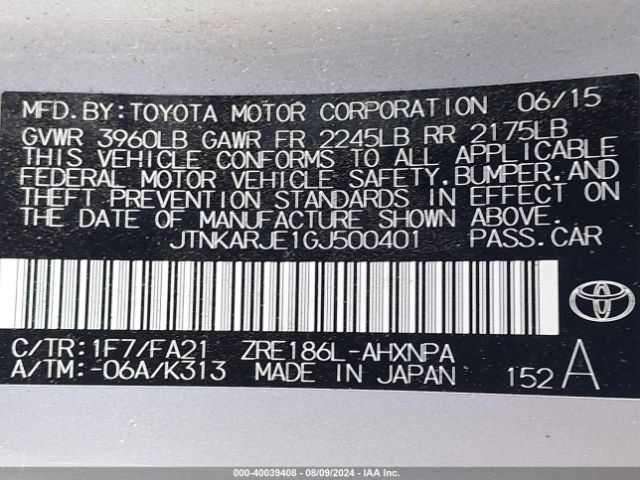 MFD.BY:TOYOTA MOTOR CORPORATION 06/15
GVWR 3960LB GAWR FR 2245LB RR 2175LB
THIS VEHICLE CONFORMS TO ALL APPLICABLE
FEDERAL MOTOR VEHICLE SAFETY,BUMPER,AND
THEFT PREVENTION STANDARDS IN EFFECT ON
THE DATE OF MANUFACTURE SHOWN ABOVE.
JTNKARJE1GJ500401 PASS.CAR
C/TR:1F7/FA21 ZRE186L-AHXNPA
A/TM:-06A/K313 MADE IN JAPAN 152 A
TOYOTA
000-40039408 - 08/09/2024 - IAA Inc.